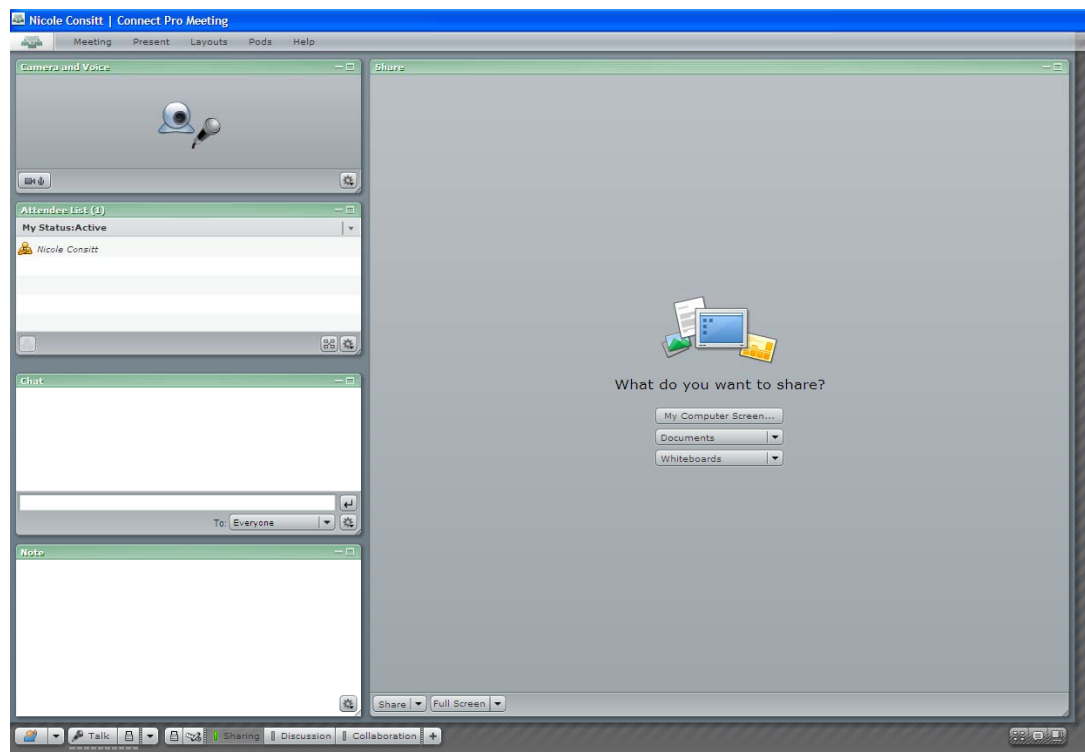 Nicole Consitt | Connect Pro Meeting
Meeting Present Layouts Pods Help
Camera and Voice
Attendee List (1)
My Status:Active
Nicole Consitt
Chat
To: Everyone
Note
Share
What do you want to share?
My Computer Screen...
Documents
Whiteboards
Share Full Screen
Talk Sharing Discussion Collaboration +